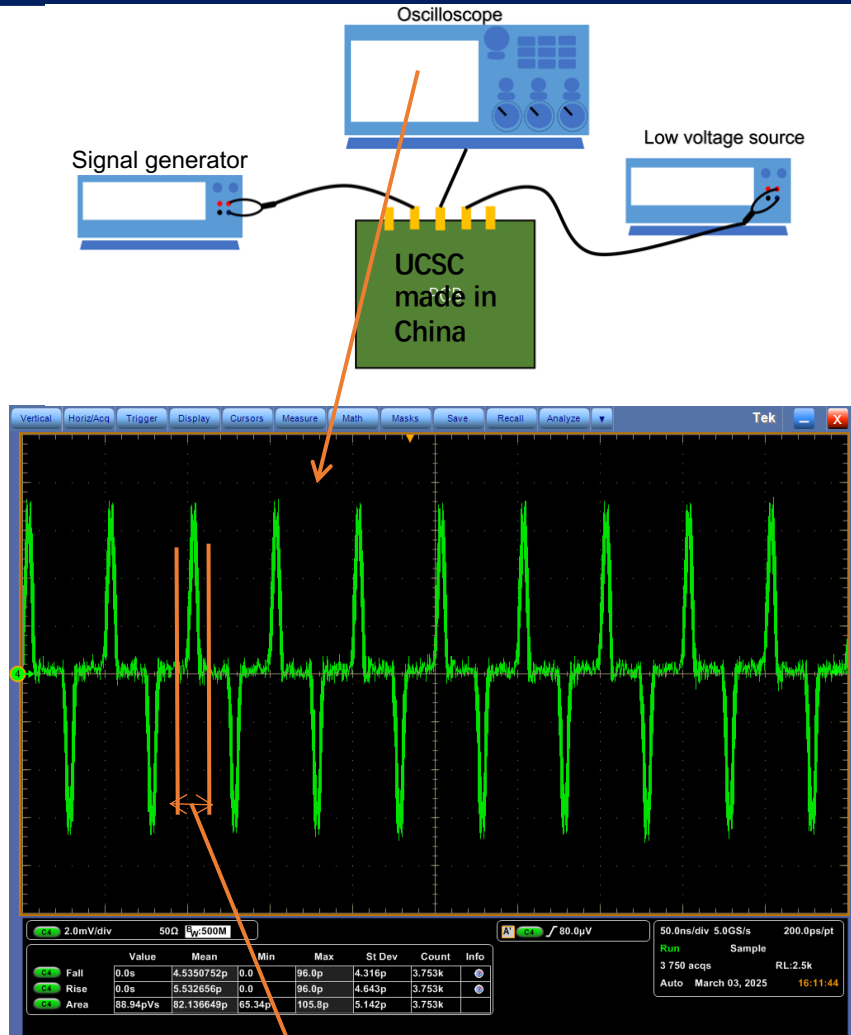 Oscilloscope
Signal generator
Low voltage source
UCSC
made in
China
PCB
Vertical Horiz/Acq Trigger Display Cursors Measure Math Masks Save Recall Analyze Tek X
4
C4 2.0mV/div 50Ω BW:500M
A' C4 80.0µV
50.0ns/div 5.0GS/s 200.0ps/pt
Run Sample
3 750 acqs RL:2.5k
Auto March 03, 2025 16:11:44
Value Mean Min Max St Dev Count Info
C4 Fall 0.0s 4.5350752p 0.0 96.0p 4.316p 3.753k
C4 Rise 0.0s 5.532656p 0.0 96.0p 4.643p 3.753k
C4 Area 88.94pVs 82.136649p 65.34p 105.8p 5.142p 3.753k